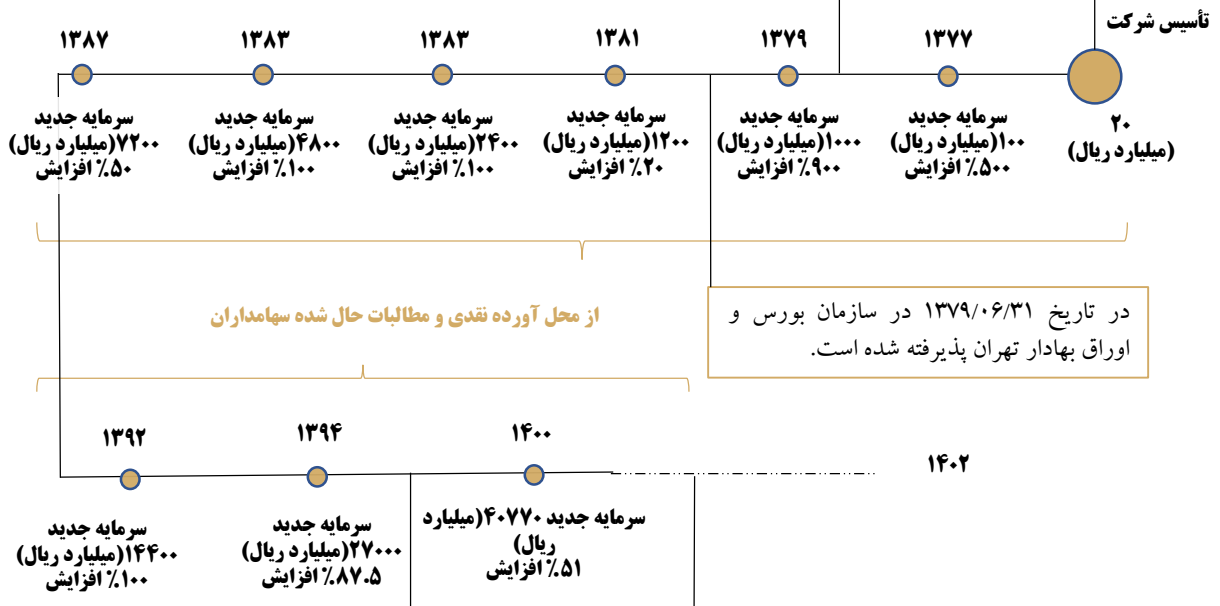 تأسیس شرکت
۲۰
(میلیارد ریال)
۱۳۷۷
سرمایه جدید
۱۰۰(میلیارد ریال)
۵۰۰٪ افزایش
۱۳۷۹
سرمایه جدید
۱۰۰۰(میلیارد ریال)
۹۰۰٪ افزایش
۱۳۸۱
سرمایه جدید
۱۲۰۰(میلیارد ریال)
۲۰٪ افزایش
۱۳۸۳
سرمایه جدید
۲۴۰۰(میلیارد ریال)
۱۰۰٪ افزایش
۱۳۸۳
سرمایه جدید
۴۸۰۰(میلیارد ریال)
۱۰۰٪ افزایش
۱۳۸۷
سرمایه جدید
۷۲۰۰(میلیارد ریال)
۵۰٪ افزایش
در تاریخ ۱۳۷۹/۰۶/۳۱ در سازمان بورس و
اوراق بهادار تهران پذیرفته شده است.
از محل آورده نقدی و مطالبات حال شده سهامداران
۱۳۹۲
سرمایه جدید
۱۴۴۰۰(میلیارد ریال)
۱۰۰٪ افزایش
۱۳۹۴
سرمایه جدید
۲۷۰۰۰(میلیارد ریال)
۸۷.۵٪ افزایش
۱۴۰۰
سرمایه جدید ۴۰۷۷۰(میلیارد
ریال)
۵۱٪ افزایش
۱۴۰۲